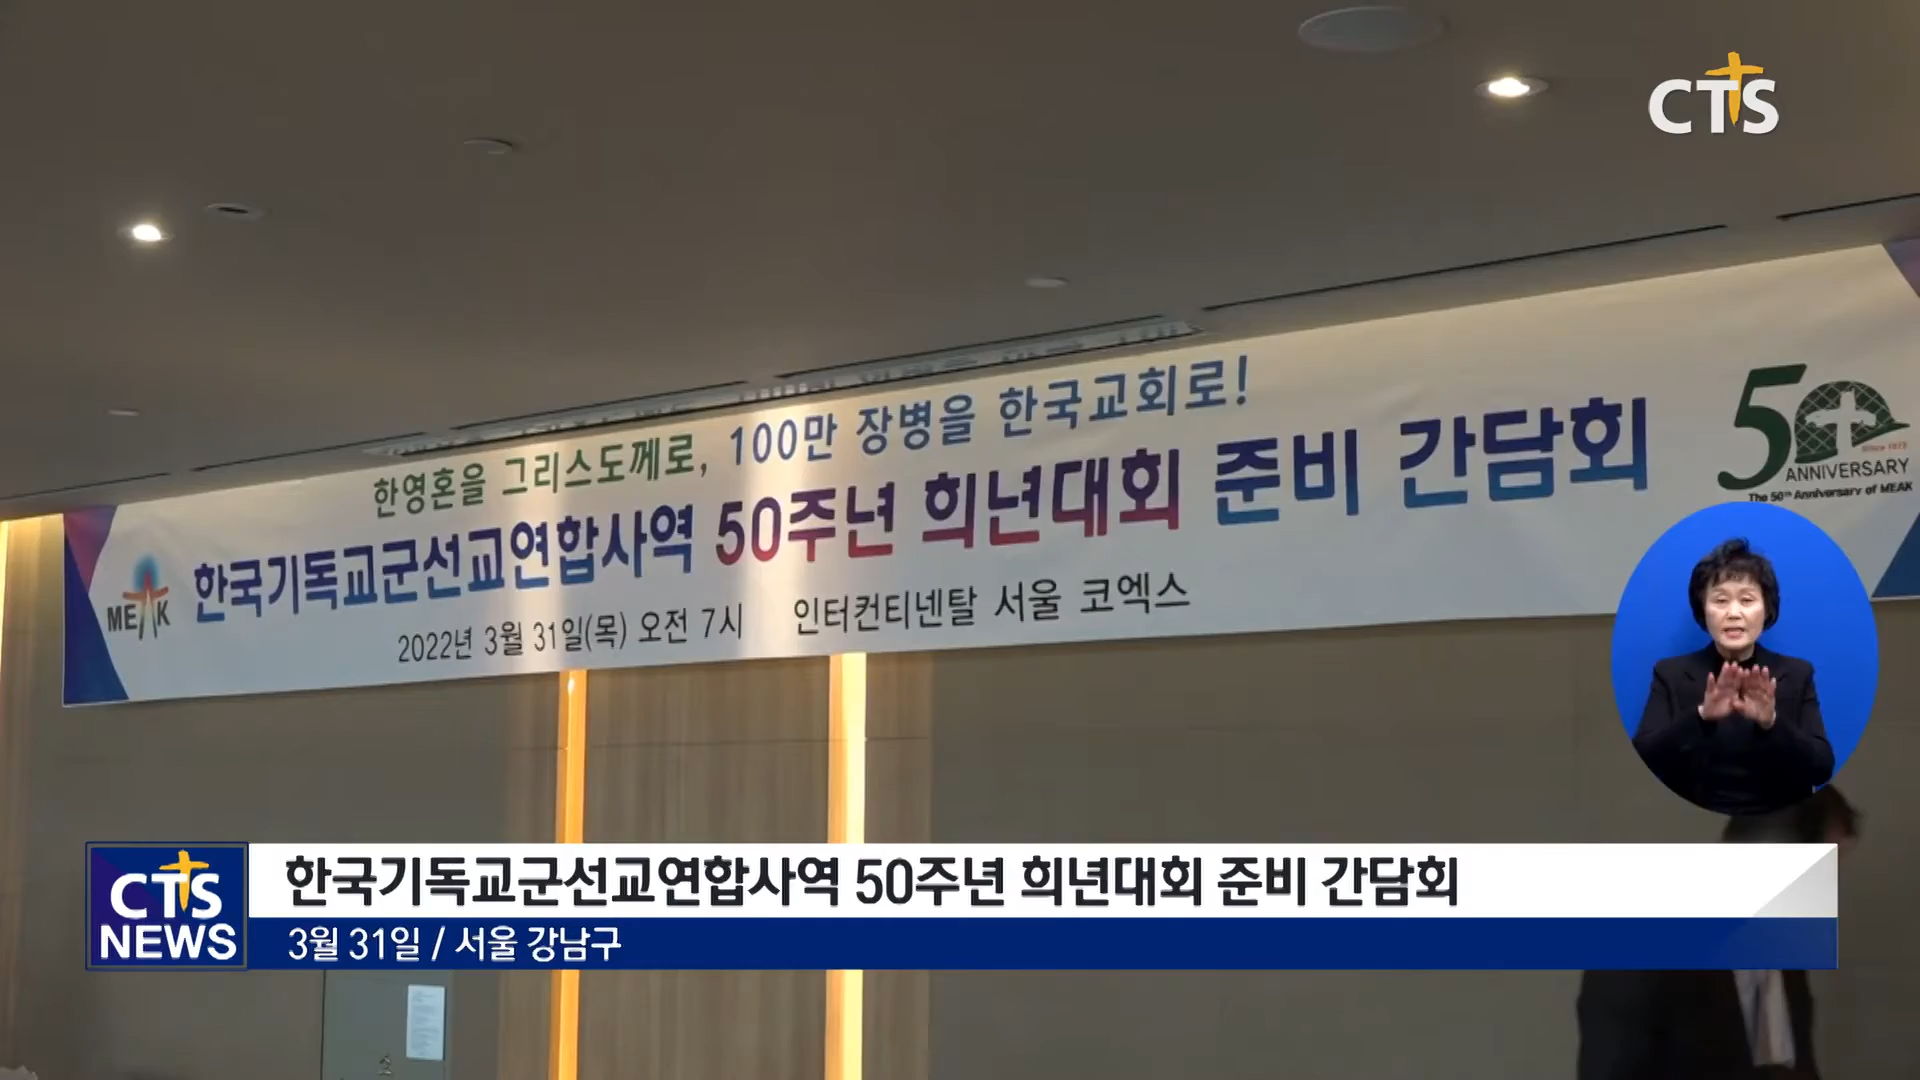 CTS
한영혼을 그리스도께로, 100만 장병을 한국교회로!
한국기독교군선교연합사역 50주년 희년대회 준비 간담회
2022년 3월 31일(목) 오전 7시 인터컨티넨탈 서울 코엑스
MEAK
50
Since 1972
ANNIVERSARY
The 50th Anniversary of MEAK
CTS
NEWS
한국기독교군선교연합사역 50주년 희년대회 준비 간담회
3월 31일 / 서울 강남구